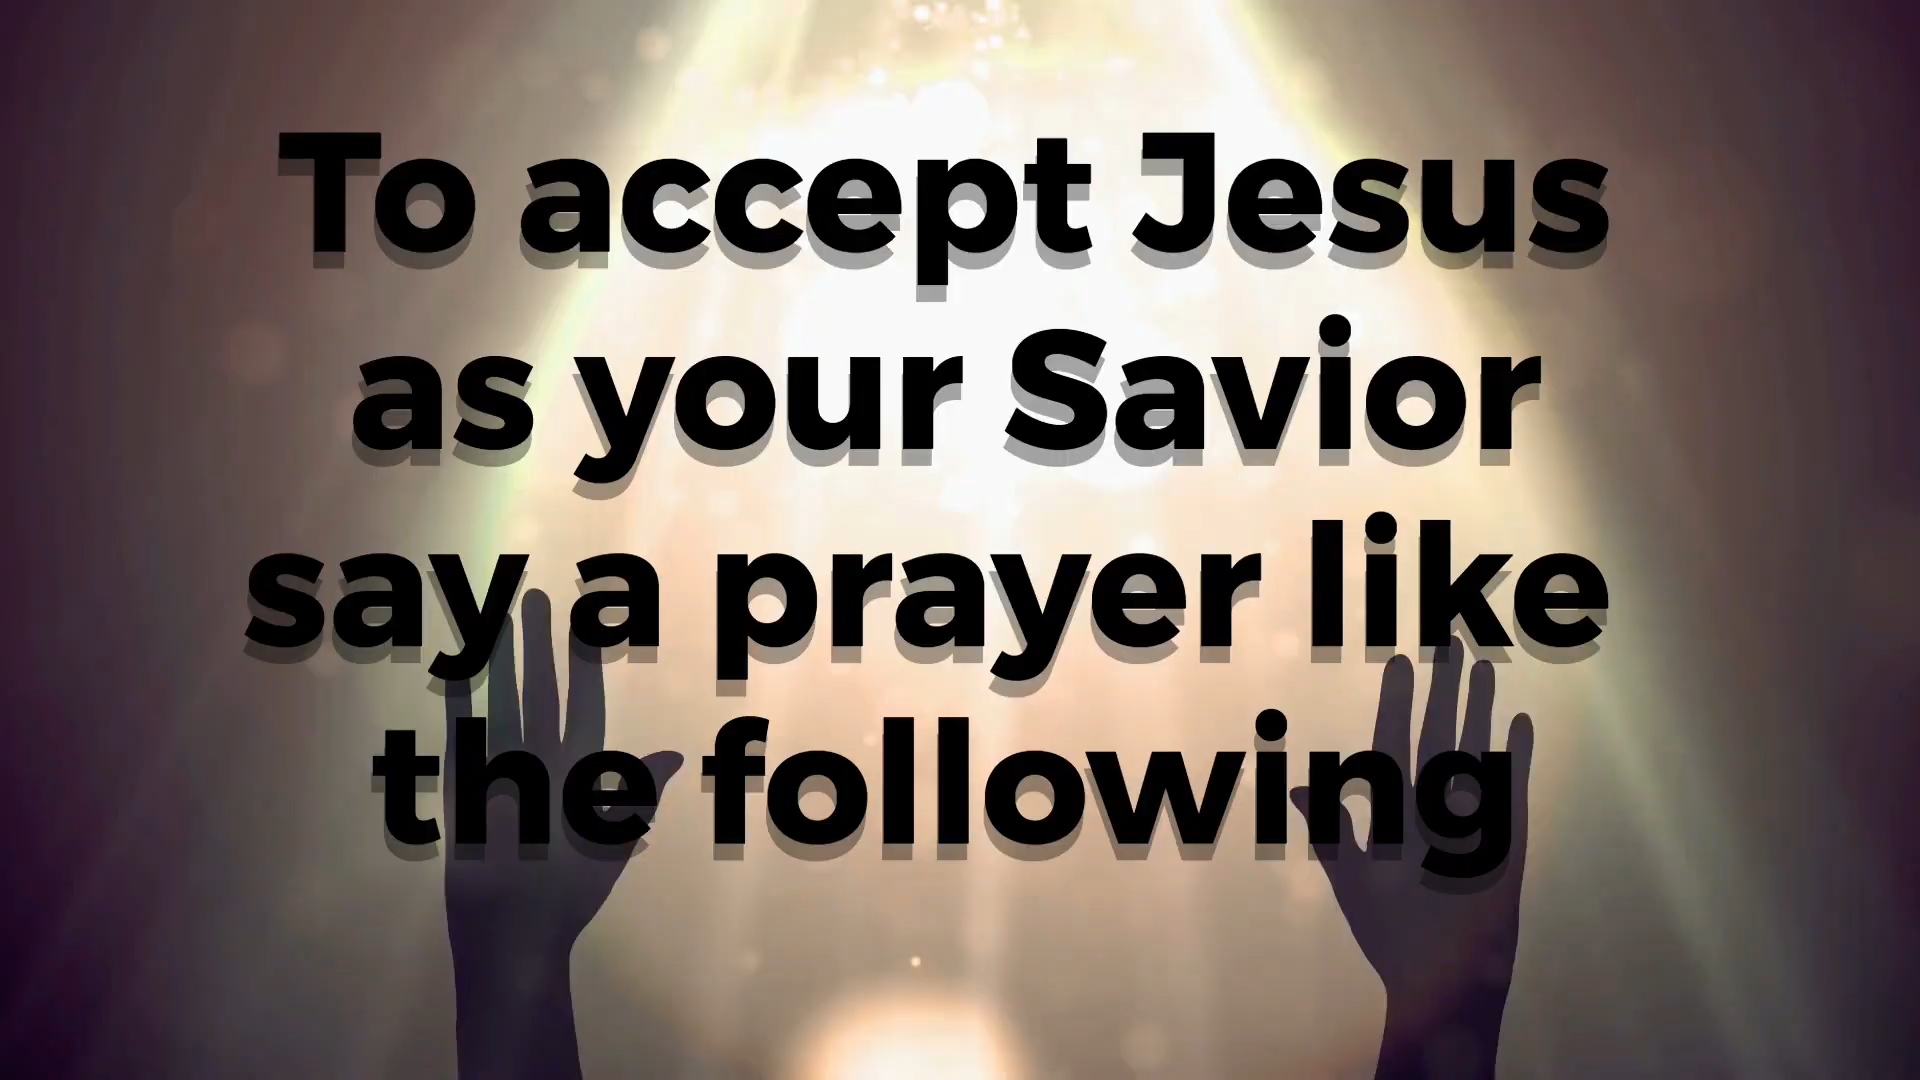 To accept Jesus
as your Savior
say a prayer like
the following